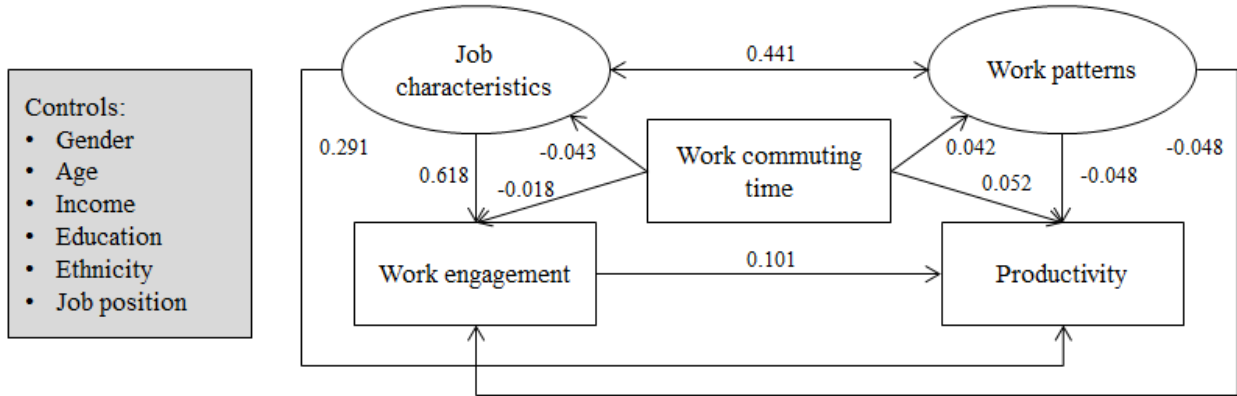 Job
characteristics
0.441
Work patterns
Controls:
• Gender
• Age
• Income
• Education
• Ethnicity
• Job position
0.291
0.618
-0.043
-0.018
Work commuting
time
0.042
0.052
-0.048
-0.048
Work engagement
0.101
Productivity